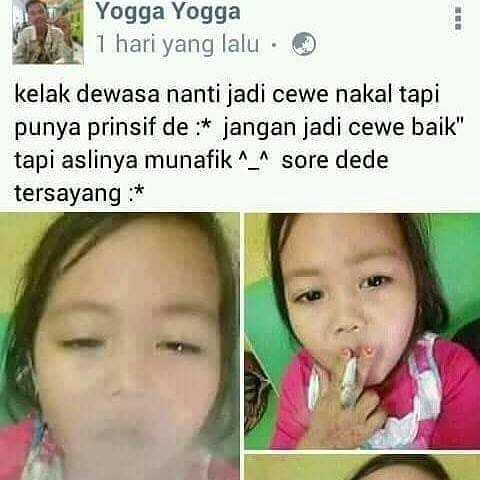 Yogga Yogga
1 hari yang lalu ·
kelak dewasa nanti jadi cewe nakal tapi
punya prinsif de :* jangan jadi cewe baik"
tapi aslinya munafik ^_^ sore dede
tersayang :*